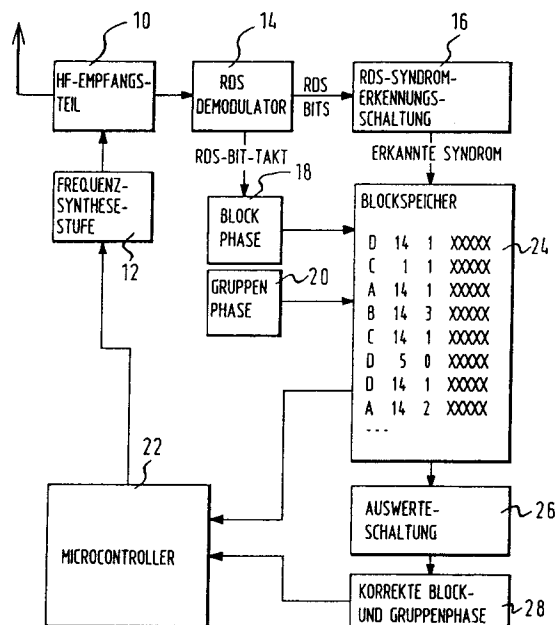 10
14
16
HF-EMPFANGS-
TEIL
RDS
DEMODULATOR
RDS
BITS
RDS-SYNDROM-
ERKENNUNGS-
SCHALTUNG
RDS-BIT-TAKT
ERKANNTE SYNDROM
18
FREQUENZ-
SYNTHESE-
STUFE
12
BLOCK
PHASE
20
GRUPPEN
PHASE
BLOCKSPEICHER
24
D 14 1 XXXXX
C 1 1 XXXXX
A 14 1 XXXXX
B 14 3 XXXXX
C 14 1 XXXXX
D 5 0 XXXXX
D 14 1 XXXXX
A 14 2 XXXXX
---
22
MICROCONTROLLER
AUSWERTE-
SCHALTUNG
26
KORREKTE BLOCK-
UND GRUPPENPHASE
28